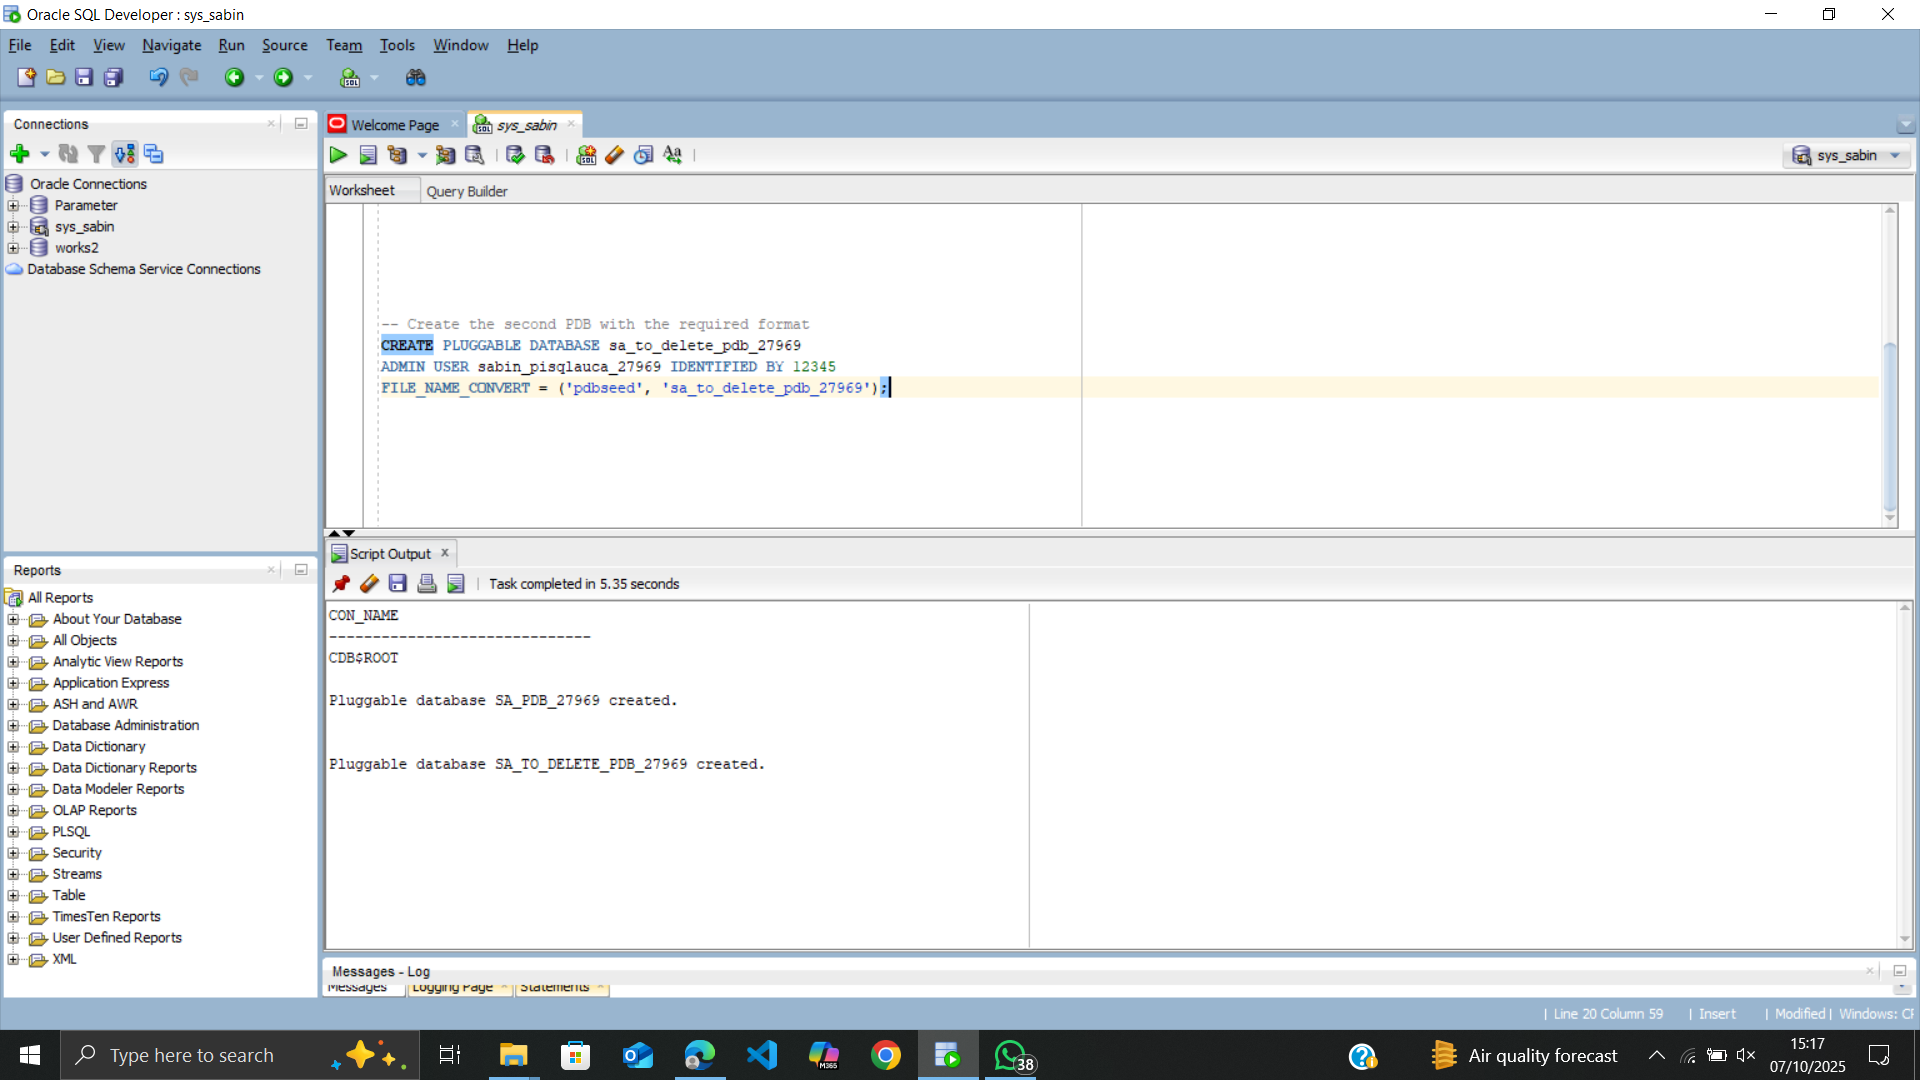 Oracle SQL Developer : sys_sabin
File Edit View Navigate Run Source Team Tools Window Help
Connections
Oracle Connections
Parameter
sys_sabin
works2
Database Schema Service Connections
Welcome Page
sys_sabin
sys_sabin
Worksheet
Query Builder
-- Create the second PDB with the required format
CREATE PLUGGABLE DATABASE sa_to_delete_pdb_27969
ADMIN USER sabin_pisqlauca_27969 IDENTIFIED BY 12345
FILE_NAME_CONVERT = ('pdbseed', 'sa_to_delete_pdb_27969');
Reports
All Reports
About Your Database
All Objects
Analytic View Reports
Application Express
ASH and AWR
Database Administration
Data Dictionary
Data Dictionary Reports
Data Modeler Reports
OLAP Reports
PLSQL
Security
Streams
Table
TimesTen Reports
User Defined Reports
XML
Script Output
Task completed in 5.35 seconds
CON_NAME
------------------------------
CDB$ROOT
Pluggable database SA_PDB_27969 created.
Pluggable database SA_TO_DELETE_PDB_27969 created.
Messages - Log
Messages
Logging Page
Statements
Line 20 Column 59
Insert
Modified
Windows:
Type here to search
M365
38
Air quality forecast
15:17
07/10/2025